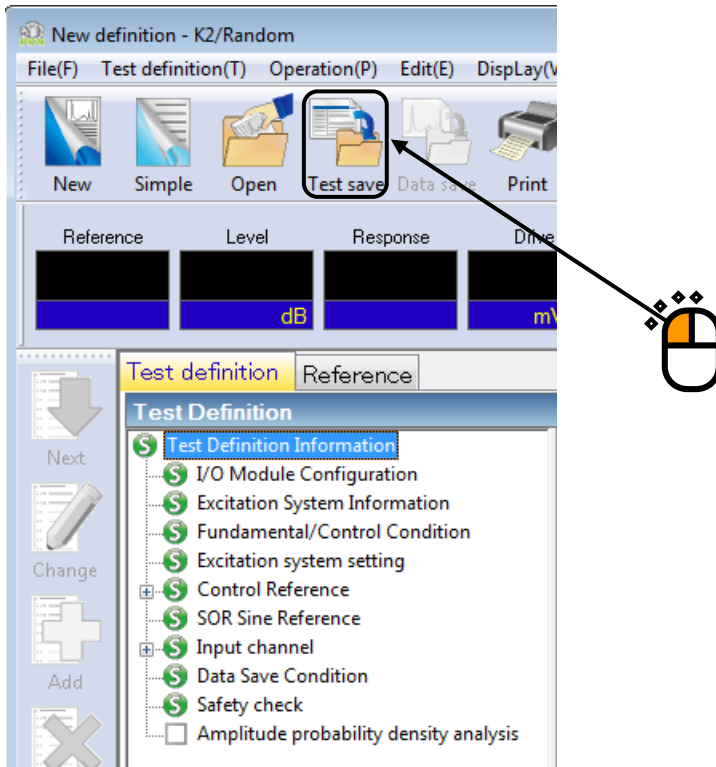 New definition - K2/Random
File(F) Test definition(T) Operation(P) Edit(E) DispLay(V
New Simple Open Test save Data save Print
Reference Level Response Drive
dB mV
Test definition Reference
Test Definition
Test Definition Information
I/O Module Configuration
Next
Excitation System Information
Fundamental/Control Condition
Excitation system setting
Change
Control Reference
SOR Sine Reference
Input channel
Data Save Condition
Add
Safety check
Amplitude probability density analysis